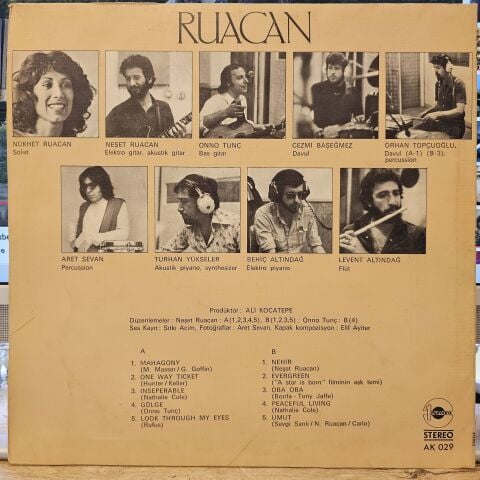 RUACAN
NÜKHET RUACAN
Solist
NEŞET RUACAN
Elektro gitar, akustik gitar
ONNO TUNÇ
Bas gitar
CEZMI BAŞEĞMEZ
Davul
ORHAN TOPÇUOĞLU,
Davul (A-1) (B-3),
percussion
ARET SEVAN
Percussion
TURHAN YÜKSELER
Akustik piyano, synthesizer
BEHİÇ ALTINDAĞ
Elektro piyano
LEVENT ALTINDAĞ
Flüt
Prodüktor: ALİ KOCATEPE
Düzenlemeler: Neşet Ruacan: A(1,2,3,4,5), B(1,2,3,5); Onno Tunç: B(4)
Ses Kayıt: Sıtkı Acim, Fotoğraflar: Aret Sevan, Kapak kompozisyon: Elif Ayiter
A
1. MAHAGONY
(M. Masser/G. Goffin)
2. ONE WAY TICKET
(Hunter/Keller)
3. INSEPERABLE
(Nathalie Cole)
4. GÖLGE
(Onno Tunç)
5. LOOK THROUGH MY EYES
(Rufus)
B
1. NEHİR
(Neşet Ruacan)
2. EVERGREEN
("A star is born" filminin aşk temi)
3. OBA OBA
(Bonfa-Tony Jaffe)
4. PEACEFUL LIVING
(Nathalie Cole)
5. UMUT
(Sevgi Sanlı/N. Ruacan/Carlo)
STEREO
AK 029